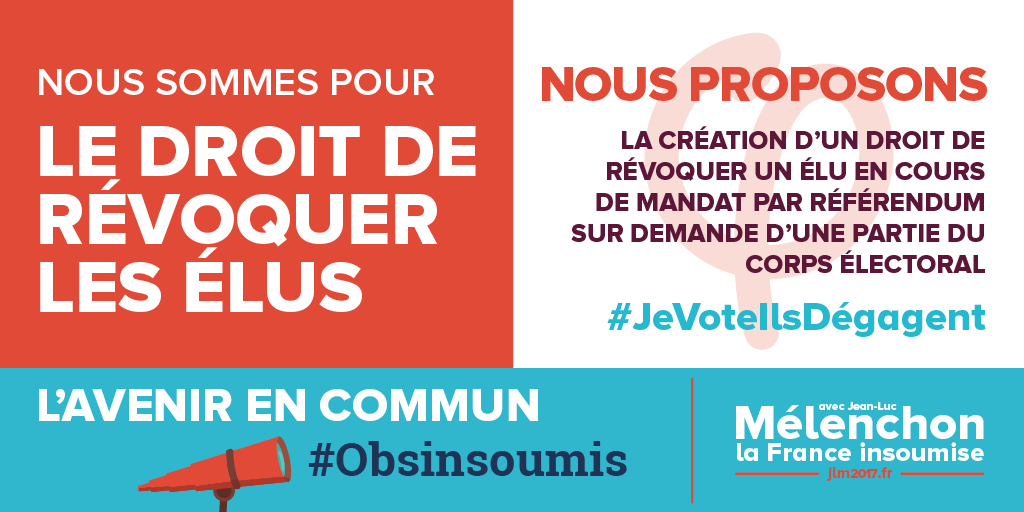 NOUS SOMMES POUR
LE DROIT DE
RÉVOQUER
LES ÉLUS
NOUS PROPOSONS
LA CRÉATION D’UN DROIT DE
RÉVOQUER UN ÉLU EN COURS
DE MANDAT PAR RÉFÉRENDUM
SUR DEMANDE D’UNE PARTIE DU
CORPS ÉLECTORAL
#JeVoteIlsDégagent
L’AVENIR EN COMMUN
#Obsinsoumis
avec Jean-Luc
Mélenchon
la France insoumise
jlm2017.fr